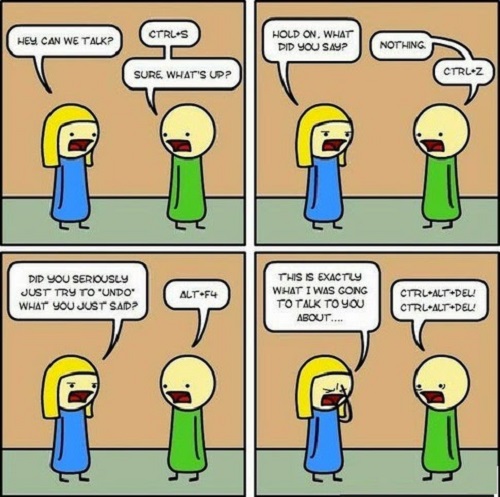 HEY, CAN WE TALK?
CTRL+S
SURE, WHAT'S UP?
HOLD ON, WHAT
DID YOU SAY?
NOTHING.
CTRL+Z
DID YOU SERIOUSLY
JUST TRY TO "UNDO"
WHAT YOU JUST SAID?
ALT+F4
THIS IS EXACTLY
WHAT I WAS GOING
TO TALK TO YOU
ABOUT....
CTRL+ALT+DEL!
CTRL+ALT+DEL!